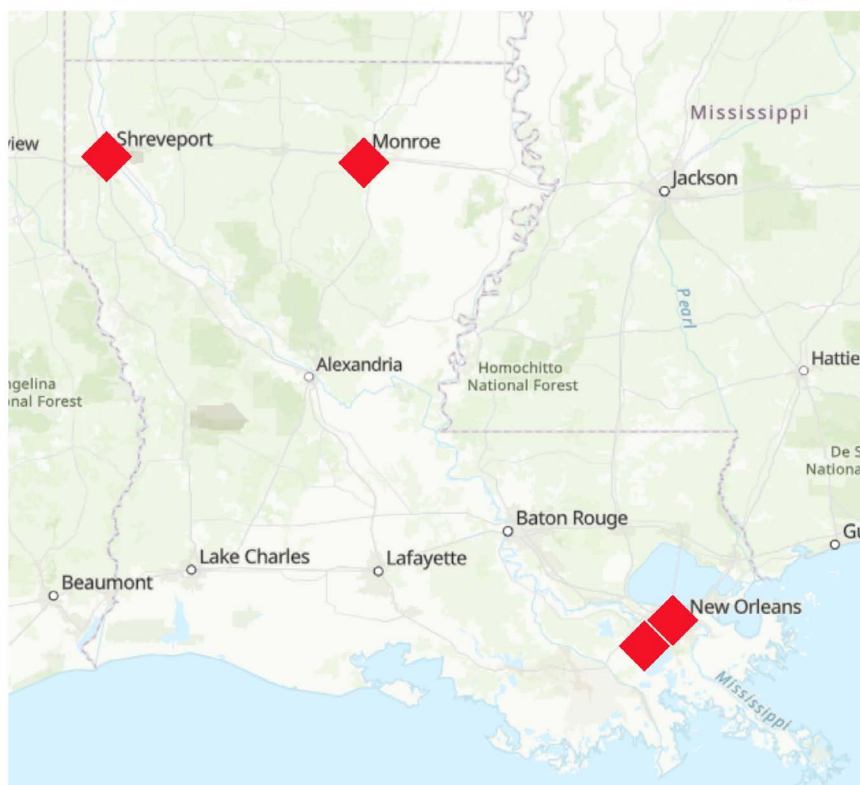 Mississippi
view
Shreveport
Monroe
Jackson
Pearl
Alexandria
Homochitto
National Forest
Hattie
ngelina
onal Forest
De S
National
Baton Rouge
Gu
Lake Charles
Lafayette
Beaumont
New Orleans
Mississippi